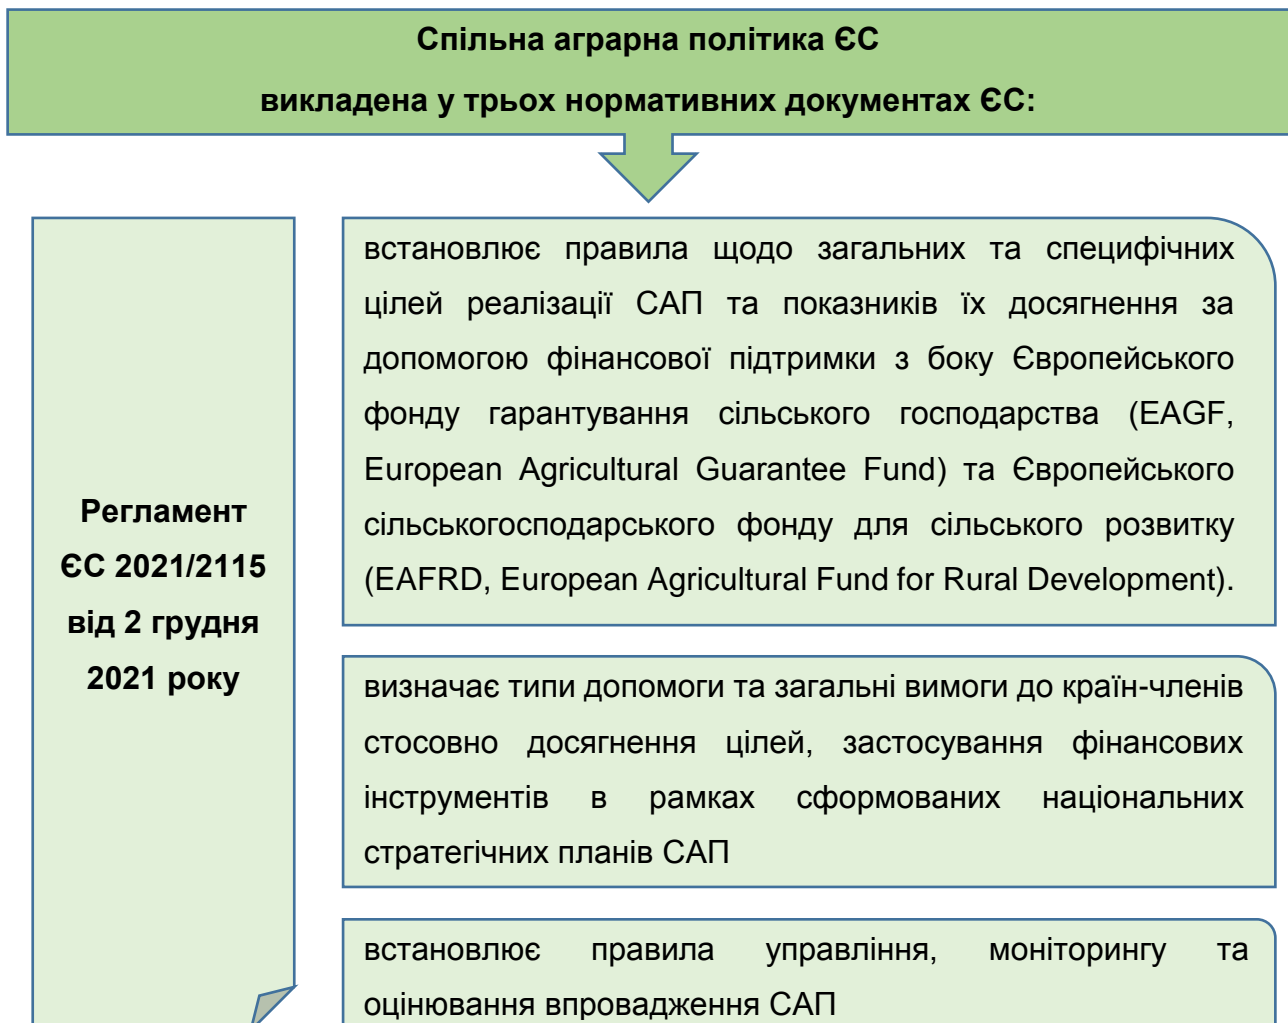 Спільна аграрна політика ЄС
викладена у трьох нормативних документах ЄС:
Регламент
ЄС 2021/2115
від 2 грудня
2021 року
встановлює правила щодо загальних та специфічних
цілей реалізації САП та показників їх досягнення за
допомогою фінансової підтримки з боку Європейського
фонду гарантування сільського господарства (EAGF,
European Agricultural Guarantee Fund) та Європейського
сільськогосподарського фонду для сільського розвитку
(EAFRD, European Agricultural Fund for Rural Development).
визначає типи допомоги та загальні вимоги до країн-членів
стосовно досягнення цілей, застосування фінансових
інструментів в рамках сформованих національних
стратегічних планів САП
встановлює правила управління, моніторингу та
оцінювання впровадження САП